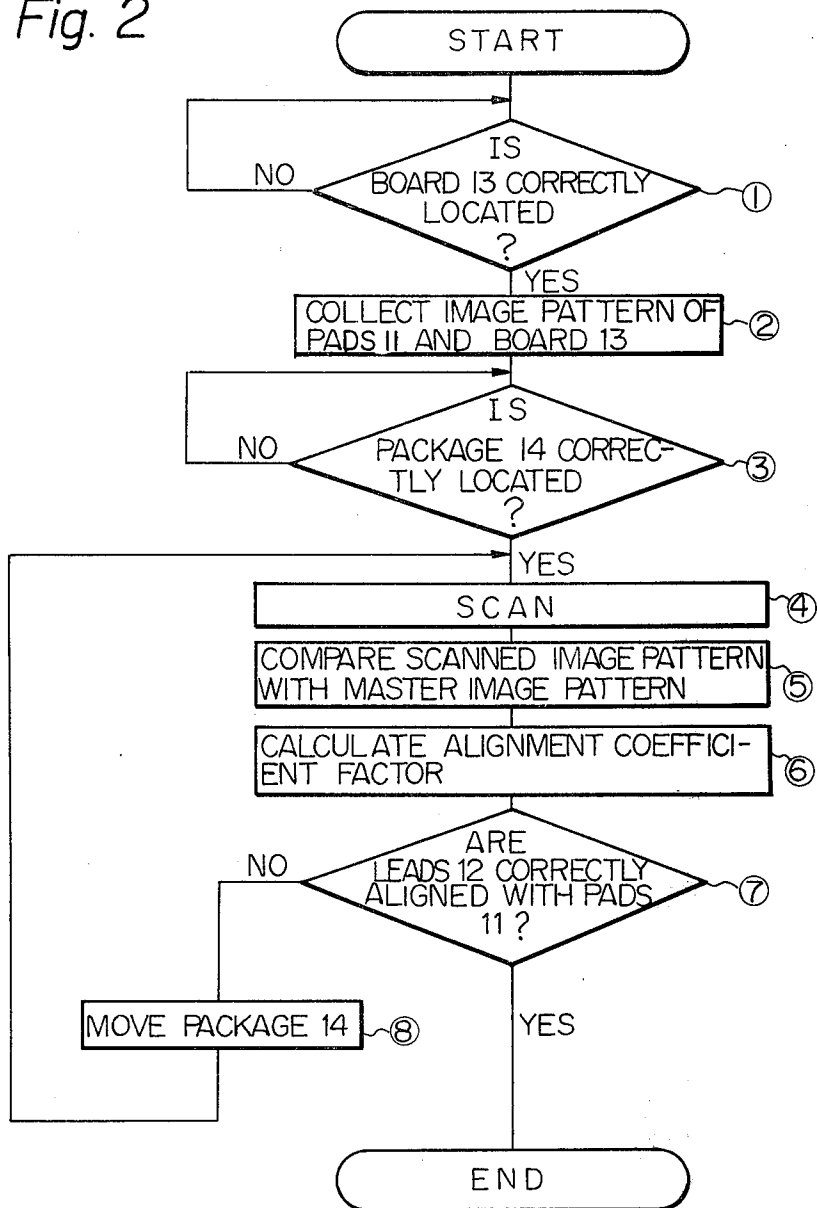 Fig. 2
START
IS
BOARD 13 CORRECTLY
LOCATED
?
NO
①
YES
COLLECT IMAGE PATTERN OF
PADS 11 AND BOARD 13
②
IS
PACKAGE 14 CORREC-
TLY LOCATED
?
NO
③
YES
SCAN
④
COMPARE SCANNED IMAGE PATTERN
WITH MASTER IMAGE PATTERN
⑤
CALCULATE ALIGNMENT COEFFICI-
ENT FACTOR
⑥
ARE
LEADS 12 CORRECTLY
ALIGNED WITH PADS
11 ?
NO
⑦
MOVE PACKAGE 14
⑧
YES
END